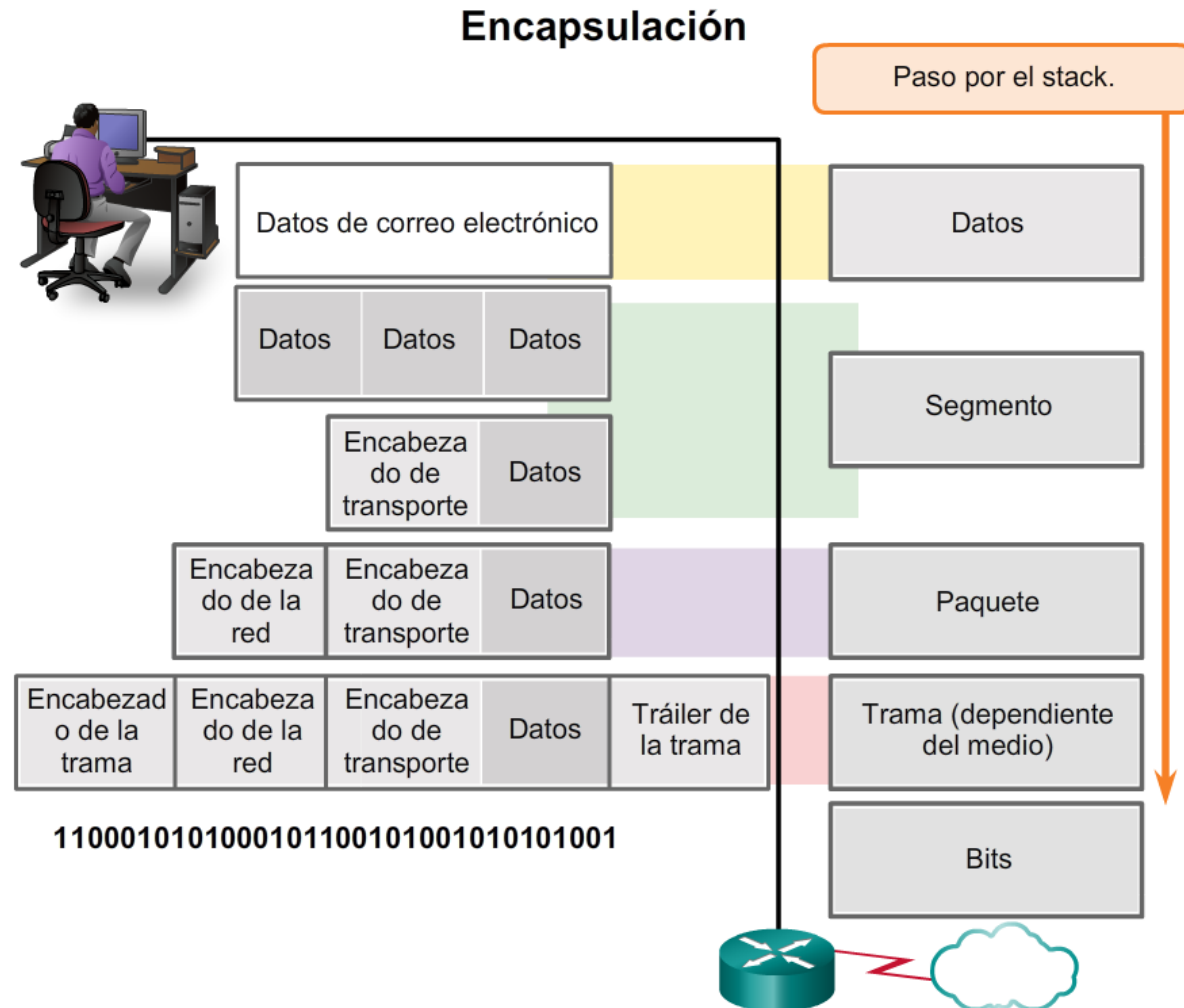 Encapsulación
Paso por el stack.
Datos de correo electrónico
Datos
Datos
Datos
Datos
Segmento
Encabeza
do de
transporte
Datos
Encabeza
do de la
red
Encabeza
do de
transporte
Datos
Paquete
Encabezad
o de la
trama
Encabeza
do de la
red
Encabeza
do de
transporte
Datos
Tráiler de
la trama
Trama (dependiente
del medio)
1100010101000101100101001010101001
Bits